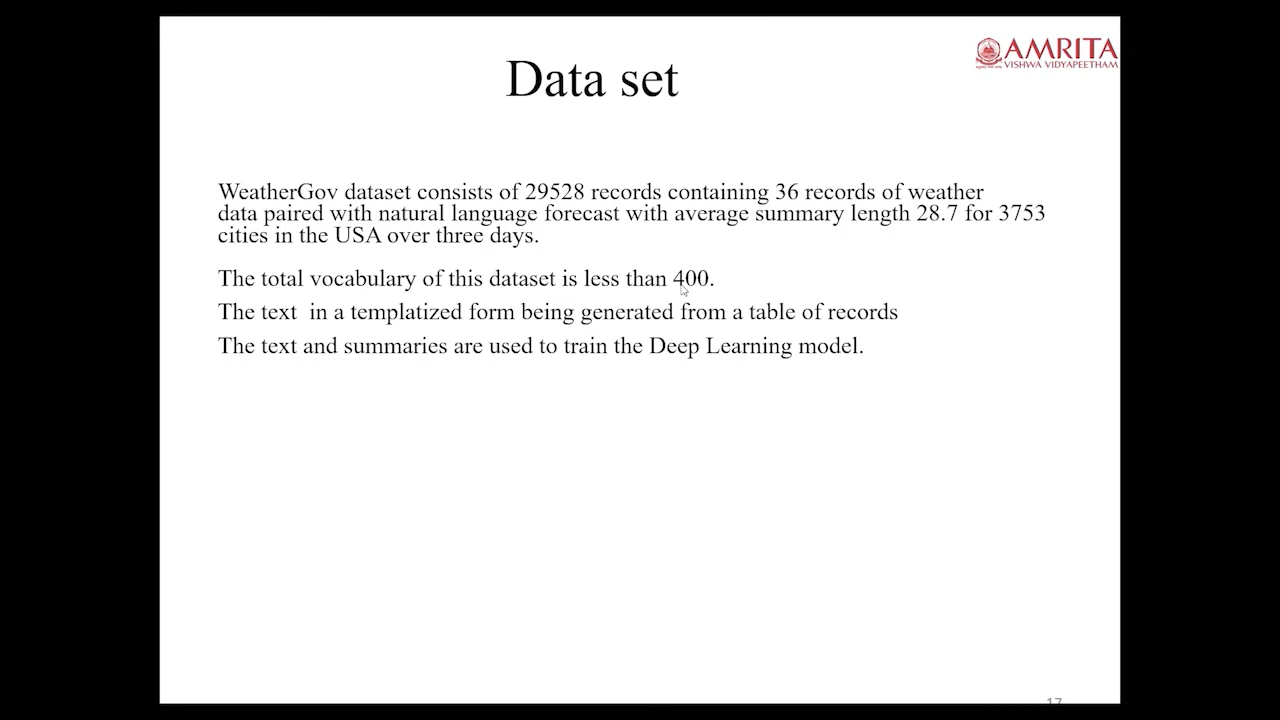 AMRITA
VISHWA VIDYAPEETHAM
Data set
WeatherGov dataset consists of 29528 records containing 36 records of weather
data paired with natural language forecast with average summary length 28.7 for 3753
cities in the USA over three days.
The total vocabulary of this dataset is less than 400.
The text  in a templatized form being generated from a table of records
The text and summaries are used to train the Deep Learning model.
17